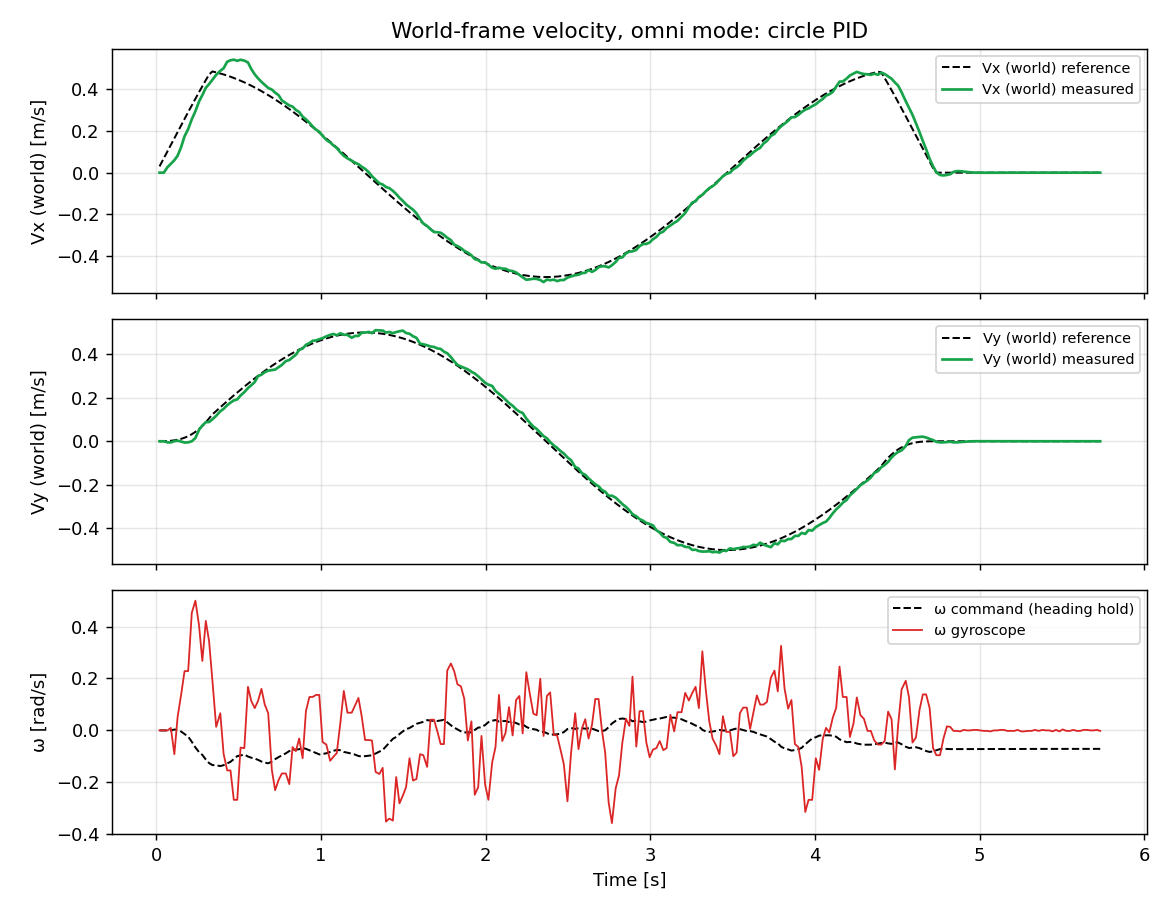 World-frame velocity, omni mode: circle PID
Vx (world) [m/s]
0.4
0.2
0.0
−0.2
−0.4
Vx (world) reference
Vx (world) measured
Vy (world) [m/s]
0.4
0.2
0.0
−0.2
−0.4
Vy (world) reference
Vy (world) measured
ω [rad/s]
0.4
0.2
0.0
−0.2
−0.4
ω command (heading hold)
ω gyroscope
0 1 2 3 4 5 6
Time [s]